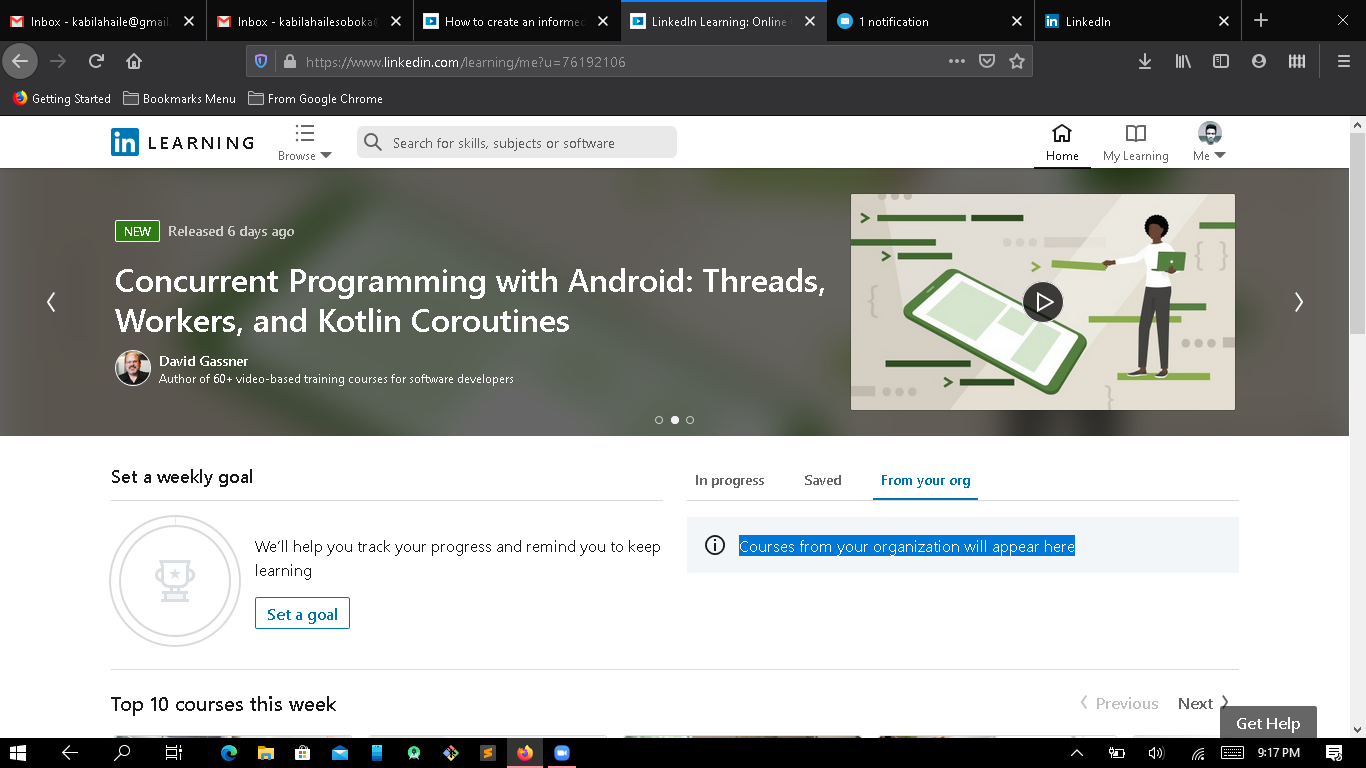 Inbox - kabilahaile@gmail.
Inbox - kabilahailesoboka
How to create an informe
LinkedIn Learning: Online
1 notification
LinkedIn
https://www.linkedin.com/learning/me?u=76192106
Getting Started
Bookmarks Menu
From Google Chrome
in LEARNING
Browse
Search for skills, subjects or software
Home
My Learning
Me
NEW Released 6 days ago
Concurrent Programming with Android: Threads,
Workers, and Kotlin Coroutines
David Gassner
Author of 60+ video-based training courses for software developers
Set a weekly goal
We'll help you track your progress and remind you to keep
learning
Set a goal
In progress
Saved
From your org
Courses from your organization will appear here
Top 10 courses this week
Previous
Next
Get Help
9:17 PM